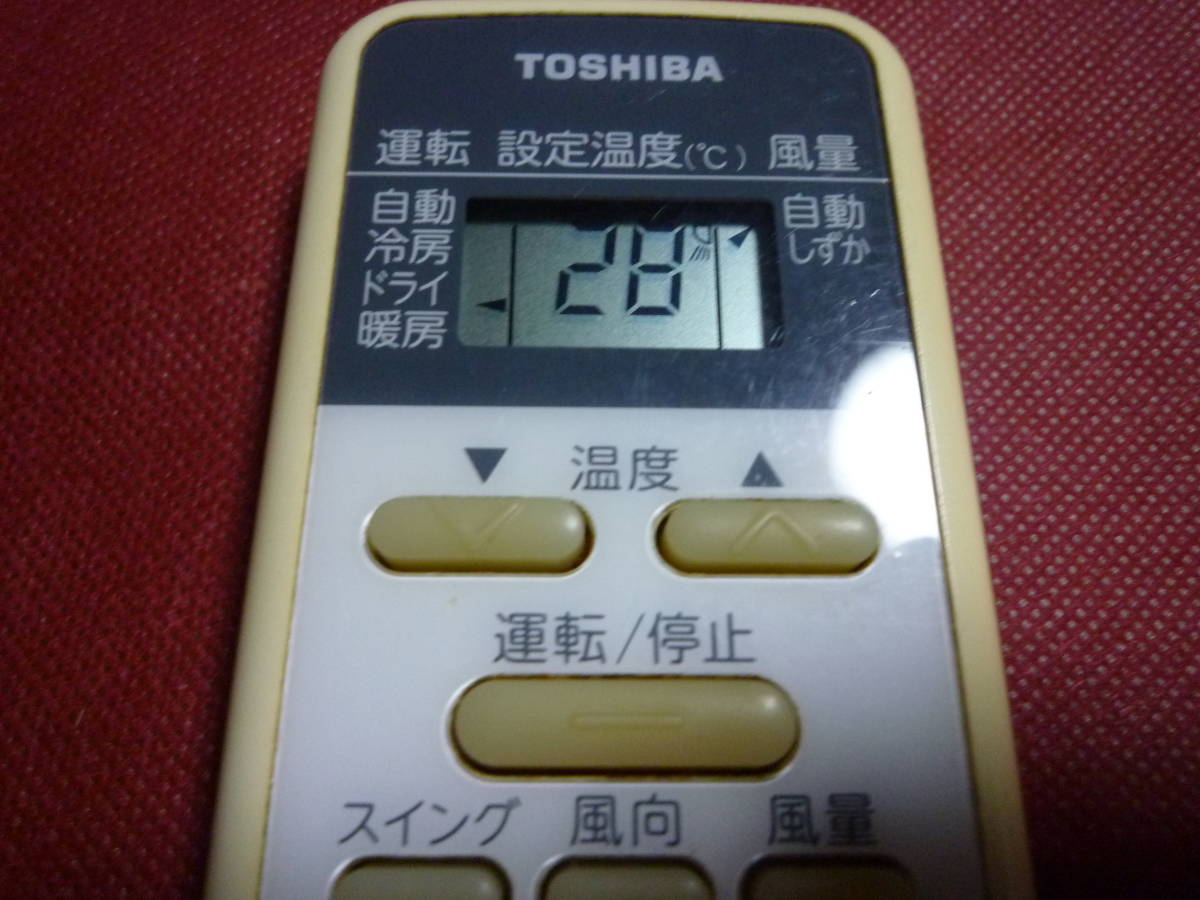 TOSHIBA
運転 設定温度(℃) 風量
自動 28 自動
冷房 しずか
ドライ
暖房
▼ 温度 ▲
運転/停止
スイング 風向 風量